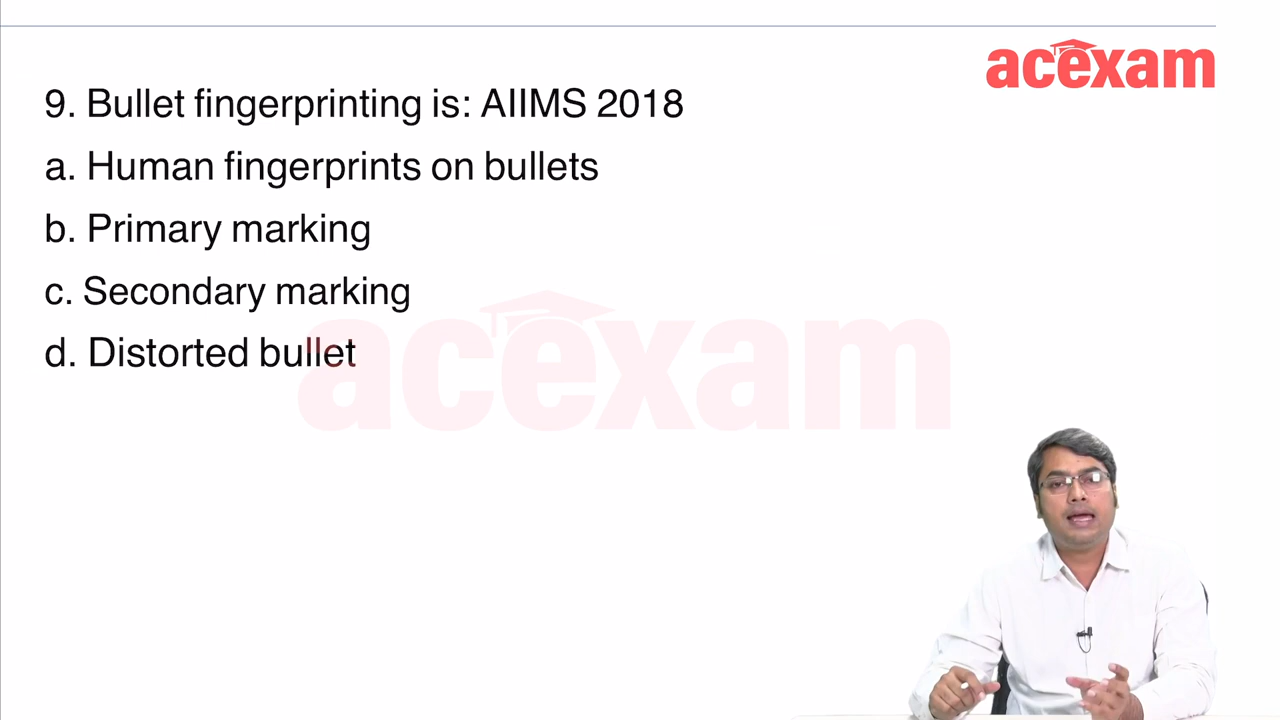 acexam
9. Bullet fingerprinting is: AIIMS 2018
a. Human fingerprints on bullets
b. Primary marking
c. Secondary marking
d. Distorted bullet
acexam